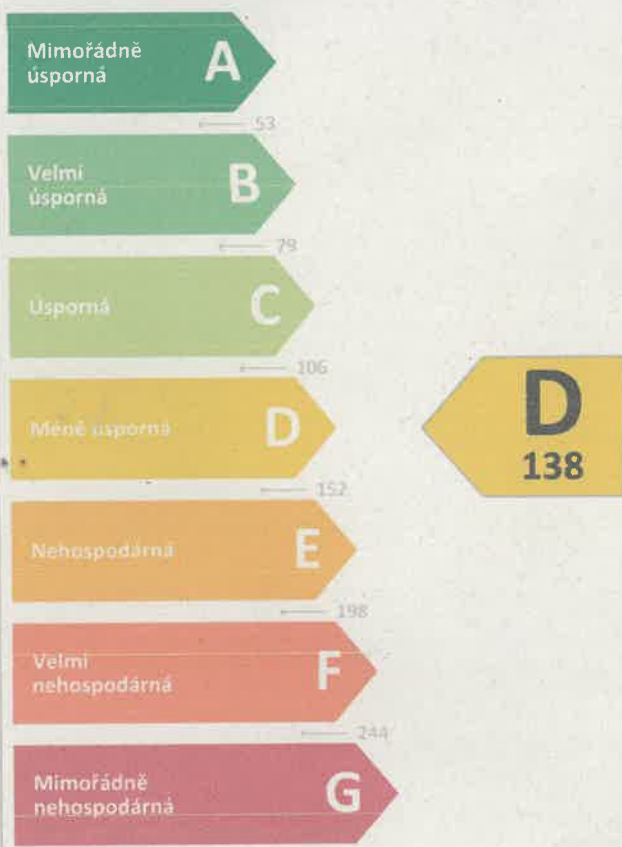 Mimořádně
úsporná
A
53
Velmi
úsporná
B
79
Úsporná
C
106
Méně úsporná
D
152
D
138
Nehospodárná
E
198
Velmi
nehospodárná
F
244
Mimořádně
nehospodárná
G